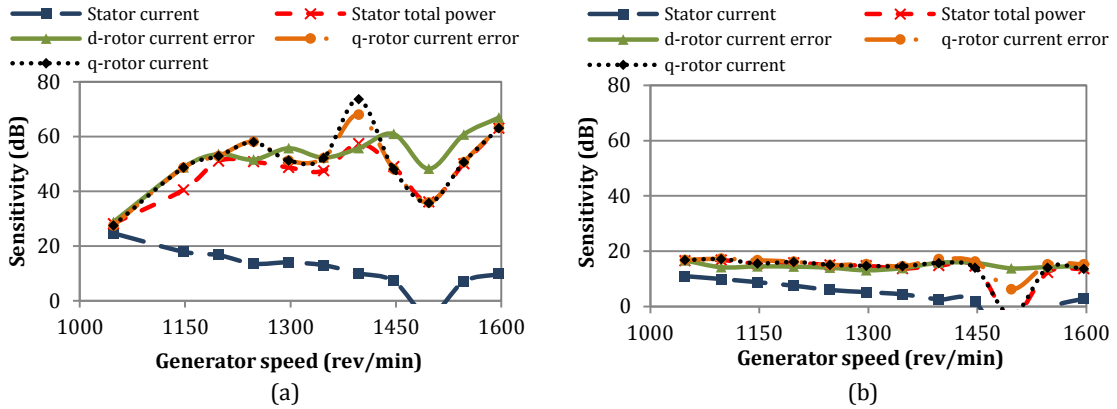 Stator current
Stator total power
d-rotor current error
q-rotor current error
q-rotor current
80
60
40
20
0
Sensitivity (dB)
1000
1150
1300
1450
1600
Generator speed (rev/min)
(a)
Stator current
Stator total power
d-rotor current error
q-rotor current error
q-rotor current
80
60
40
20
0
Sensitivity (dB)
1000
1150
1300
1450
1600
Generator speed (rev/min)
(b)